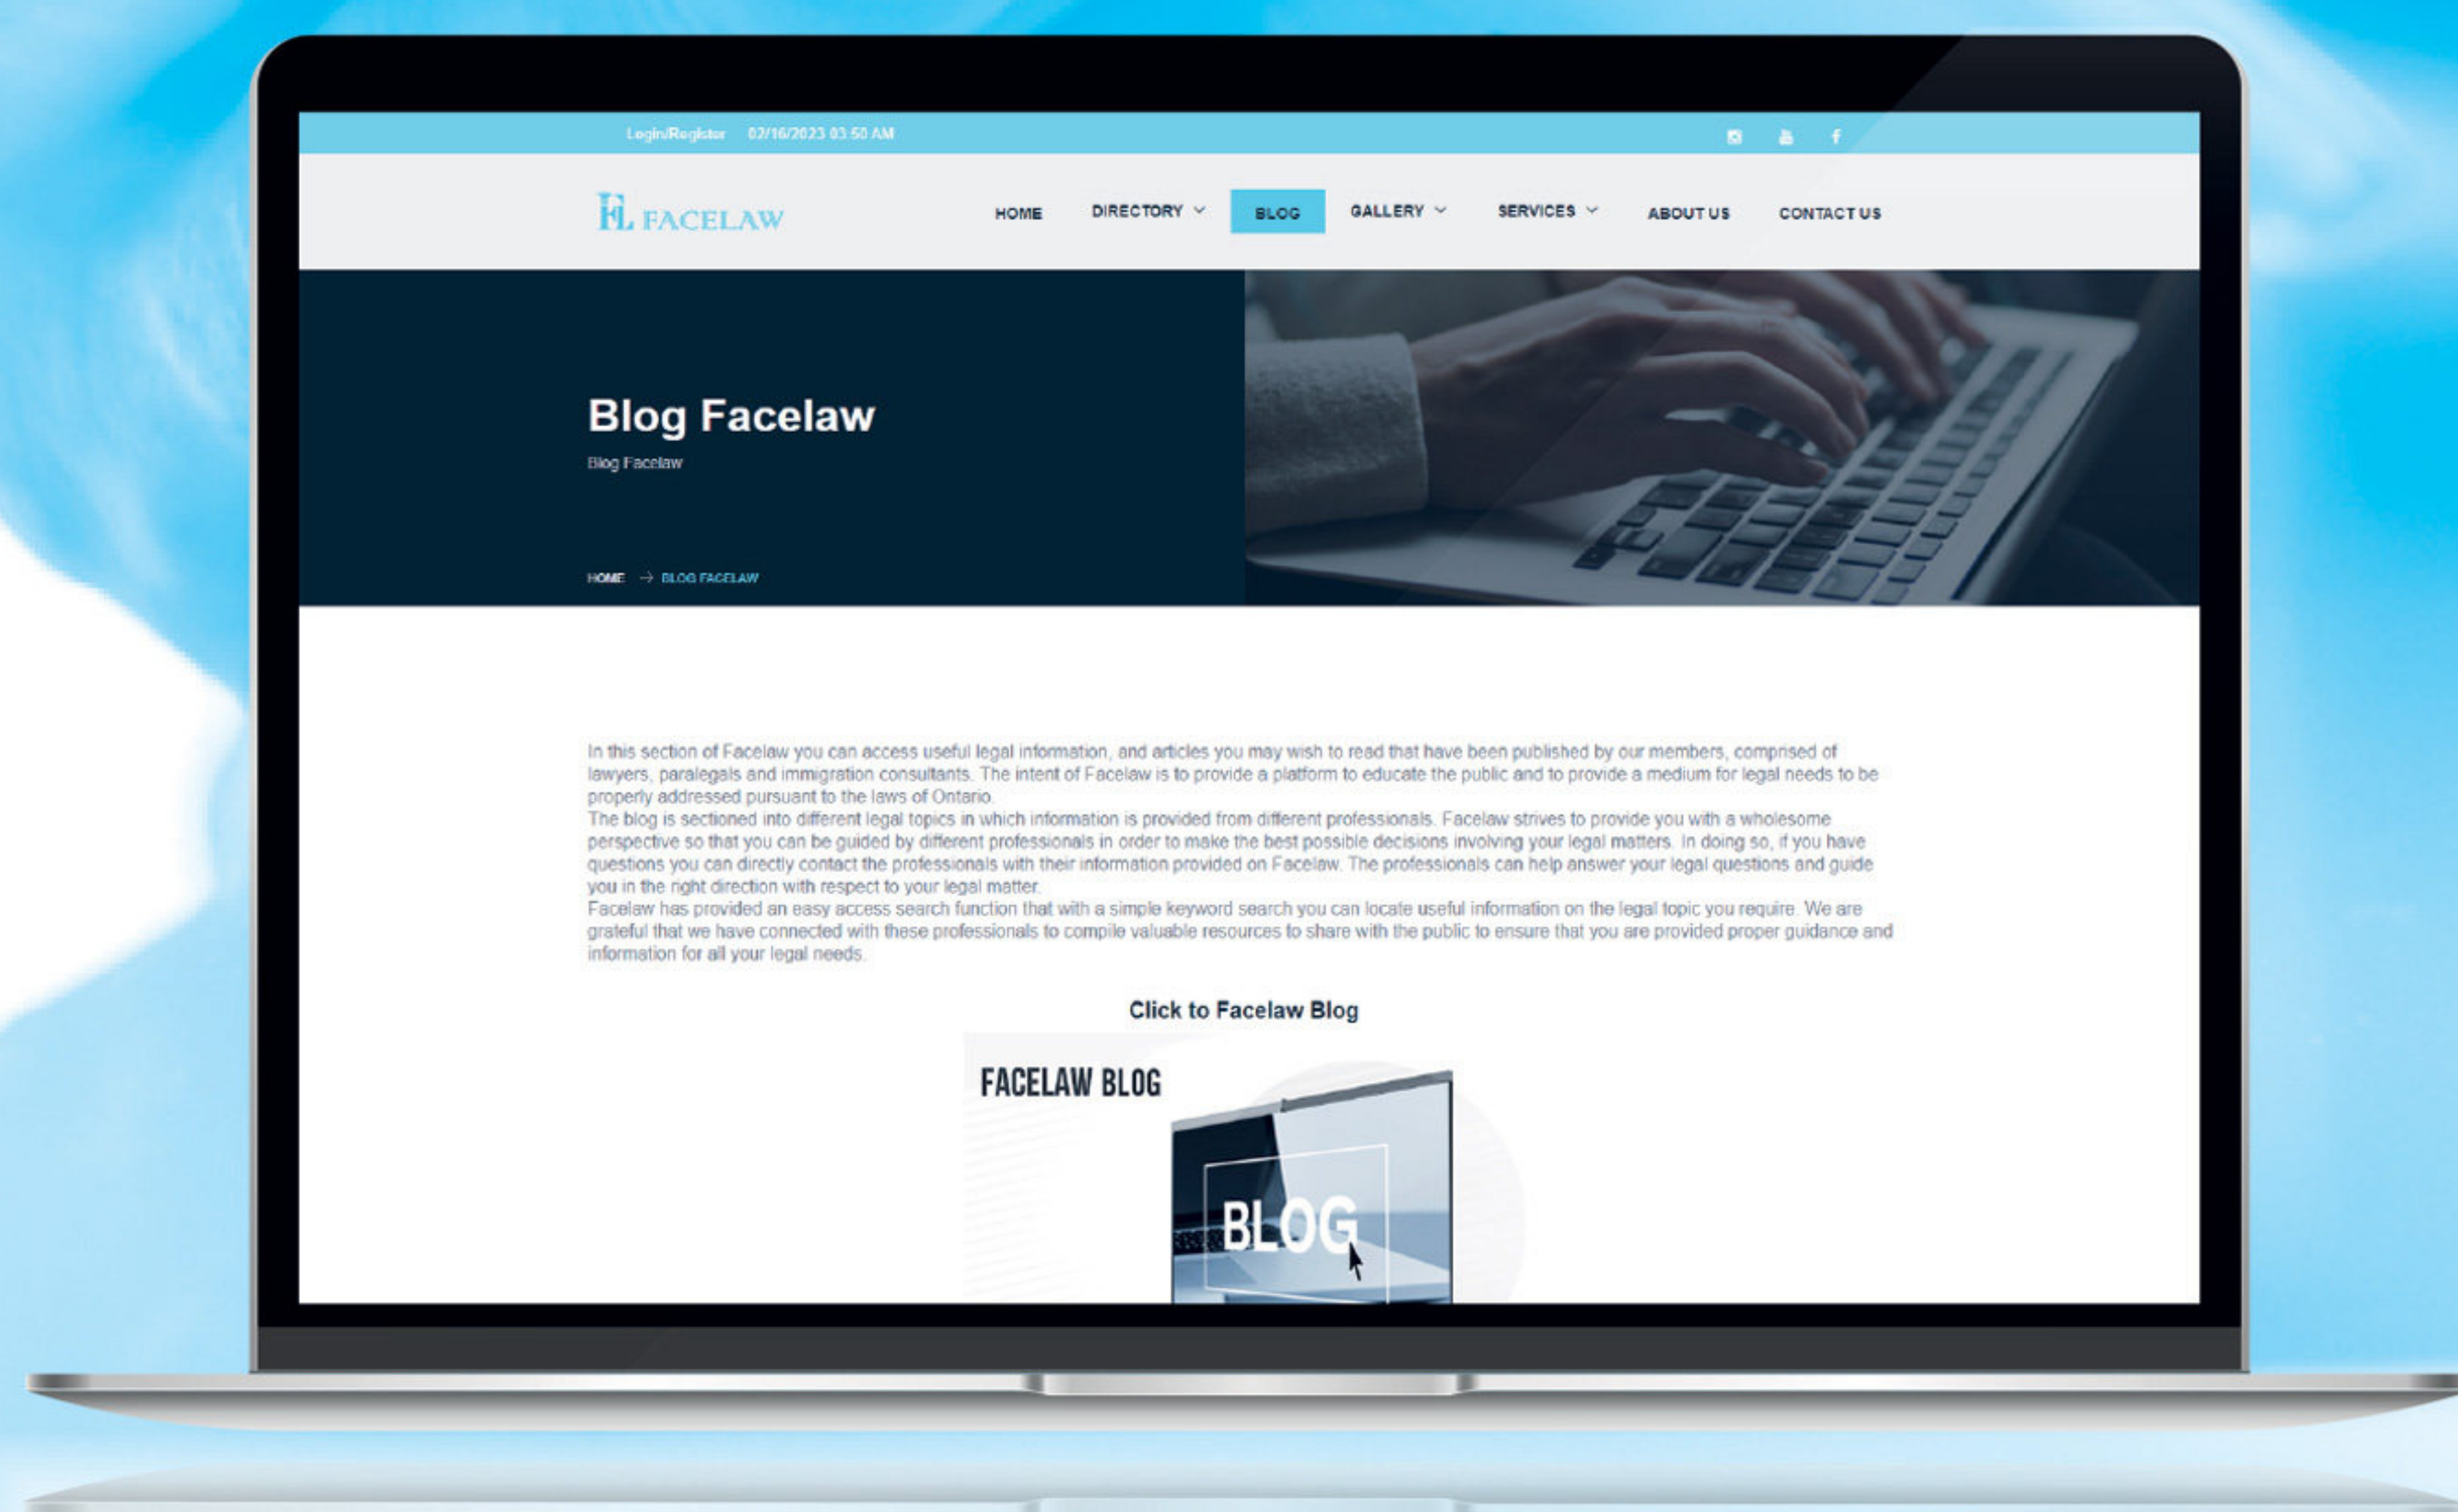 Login/Register 02/16/2023 03:50 AM
FL FACELAW
HOME DIRECTORY BLOG GALLERY SERVICES ABOUT US CONTACT US
Blog Facelaw
Blog Facelaw
HOME → BLOG FACELAW
In this section of Facelaw you can access useful legal information, and articles you may wish to read that have been published by our members, comprised of
lawyers, paralegals and immigration consultants. The intent of Facelaw is to provide a platform to educate the public and to provide a medium for legal needs to be
properly addressed pursuant to the laws of Ontario.
The blog is sectioned into different legal topics in which information is provided from different professionals. Facelaw strives to provide you with a wholesome
perspective so that you can be guided by different professionals in order to make the best possible decisions involving your legal matters. In doing so, if you have
questions you can directly contact the professionals with their information provided on Facelaw. The professionals can help answer your legal questions and guide
you in the right direction with respect to your legal matter.
Facelaw has provided an easy access search function that with a simple keyword search you can locate useful information on the legal topic you require. We are
grateful that we have connected with these professionals to compile valuable resources to share with the public to ensure that you are provided proper guidance and
information for all your legal needs.
Click to Facelaw Blog
FACELAW BLOG
BLOG